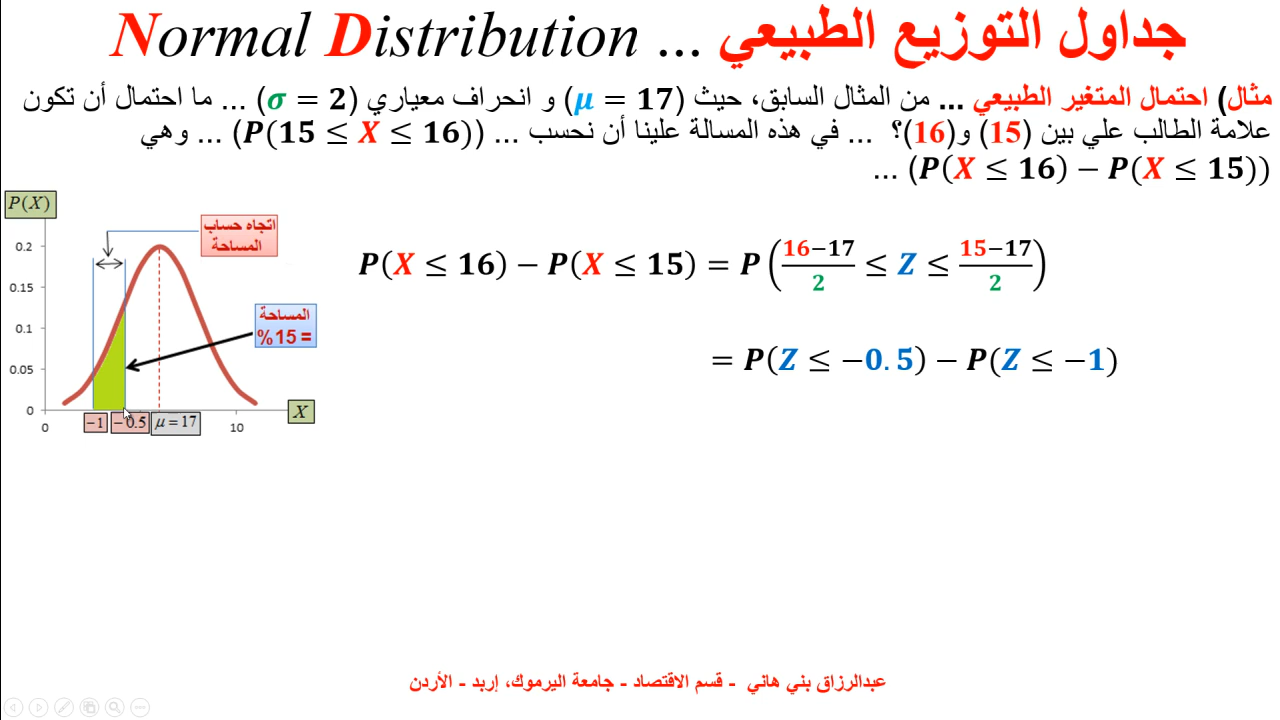 جداول التوزيع الطبيعي ... Normal Distribution
مثال) احتمال المتغير الطبيعي ... من المثال السابق، حيث (μ = 17) و انحراف معياري (σ = 2) ... ما احتمال أن تكون
علامة الطالب علي بين (15) و(16)؟ ... في هذه المسالة علينا أن نحسب ... (P(15 ≤ X ≤ 16)) ... وهي
(P(X ≤ 16) − P(X ≤ 15)) ...
P(X)
اتجاه حساب
المساحة
0.2
0.15
0.1
0.05
0
المساحة
= 15%
X
−1
−0.5
μ = 17
0
10
P(X ≤ 16) − P(X ≤ 15) = P((16−17)/2 ≤ Z ≤ (15−17)/2)
= P(Z ≤ −0.5) − P(Z ≤ −1)
عبدالرزاق بني هاني - قسم الاقتصاد - جامعة اليرموك، إربد - الأردن